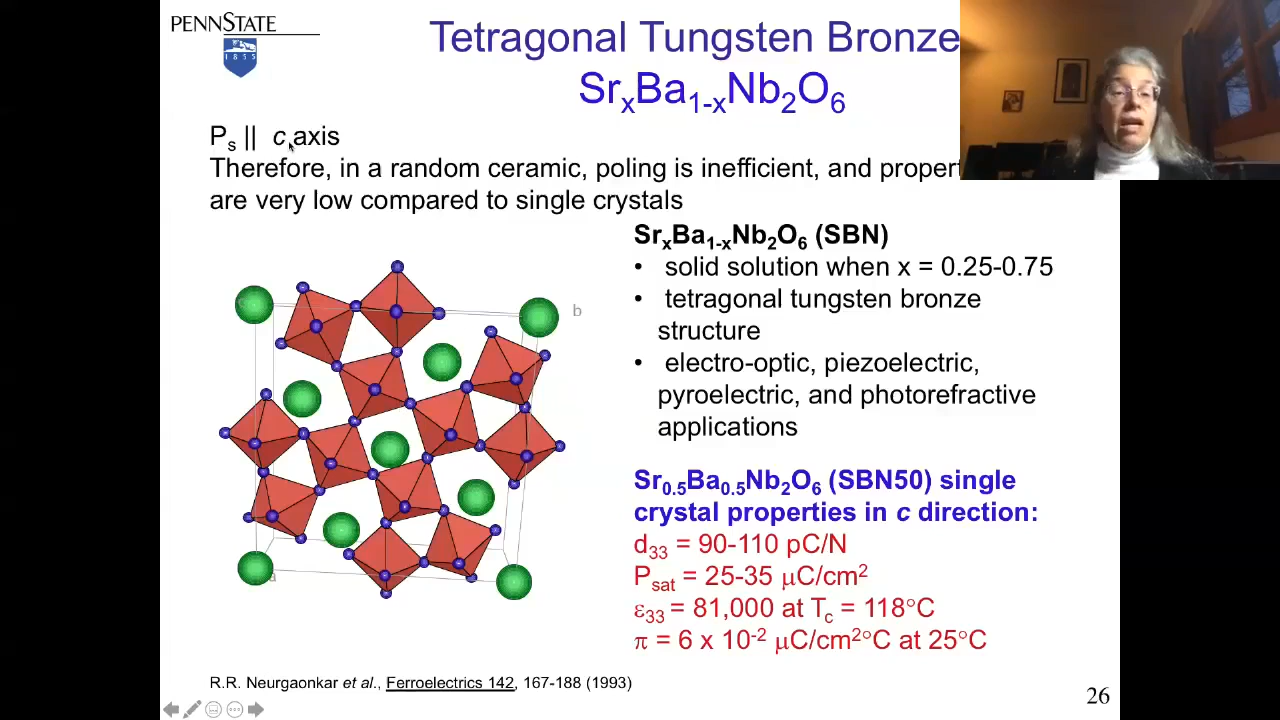 PENNSTATE
1855
Tetragonal Tungsten Bronze
SrₓBa₁₋ₓNb₂O₆
Pₛ || c axis
Therefore, in a random ceramic, poling is inefficient, and
are very low compared to single crystals
SrₓBa₁₋ₓNb₂O₆ (SBN)
• solid solution when x = 0.25-0.75
• tetragonal tungsten bronze
structure
• electro-optic, piezoelectric,
pyroelectric, and photorefractive
applications
b
a
Sr₀.₅Ba₀.₅Nb₂O₆ (SBN50) single
crystal properties in c direction:
d₃₃ = 90-110 pC/N
Psat = 25-35 μC/cm²
ε₃₃ = 81,000 at Tc = 118°C
π = 6 x 10⁻² μC/cm²°C at 25°C
R.R. Neurgaonkar et al., Ferroelectrics 142, 167-188 (1993)
26